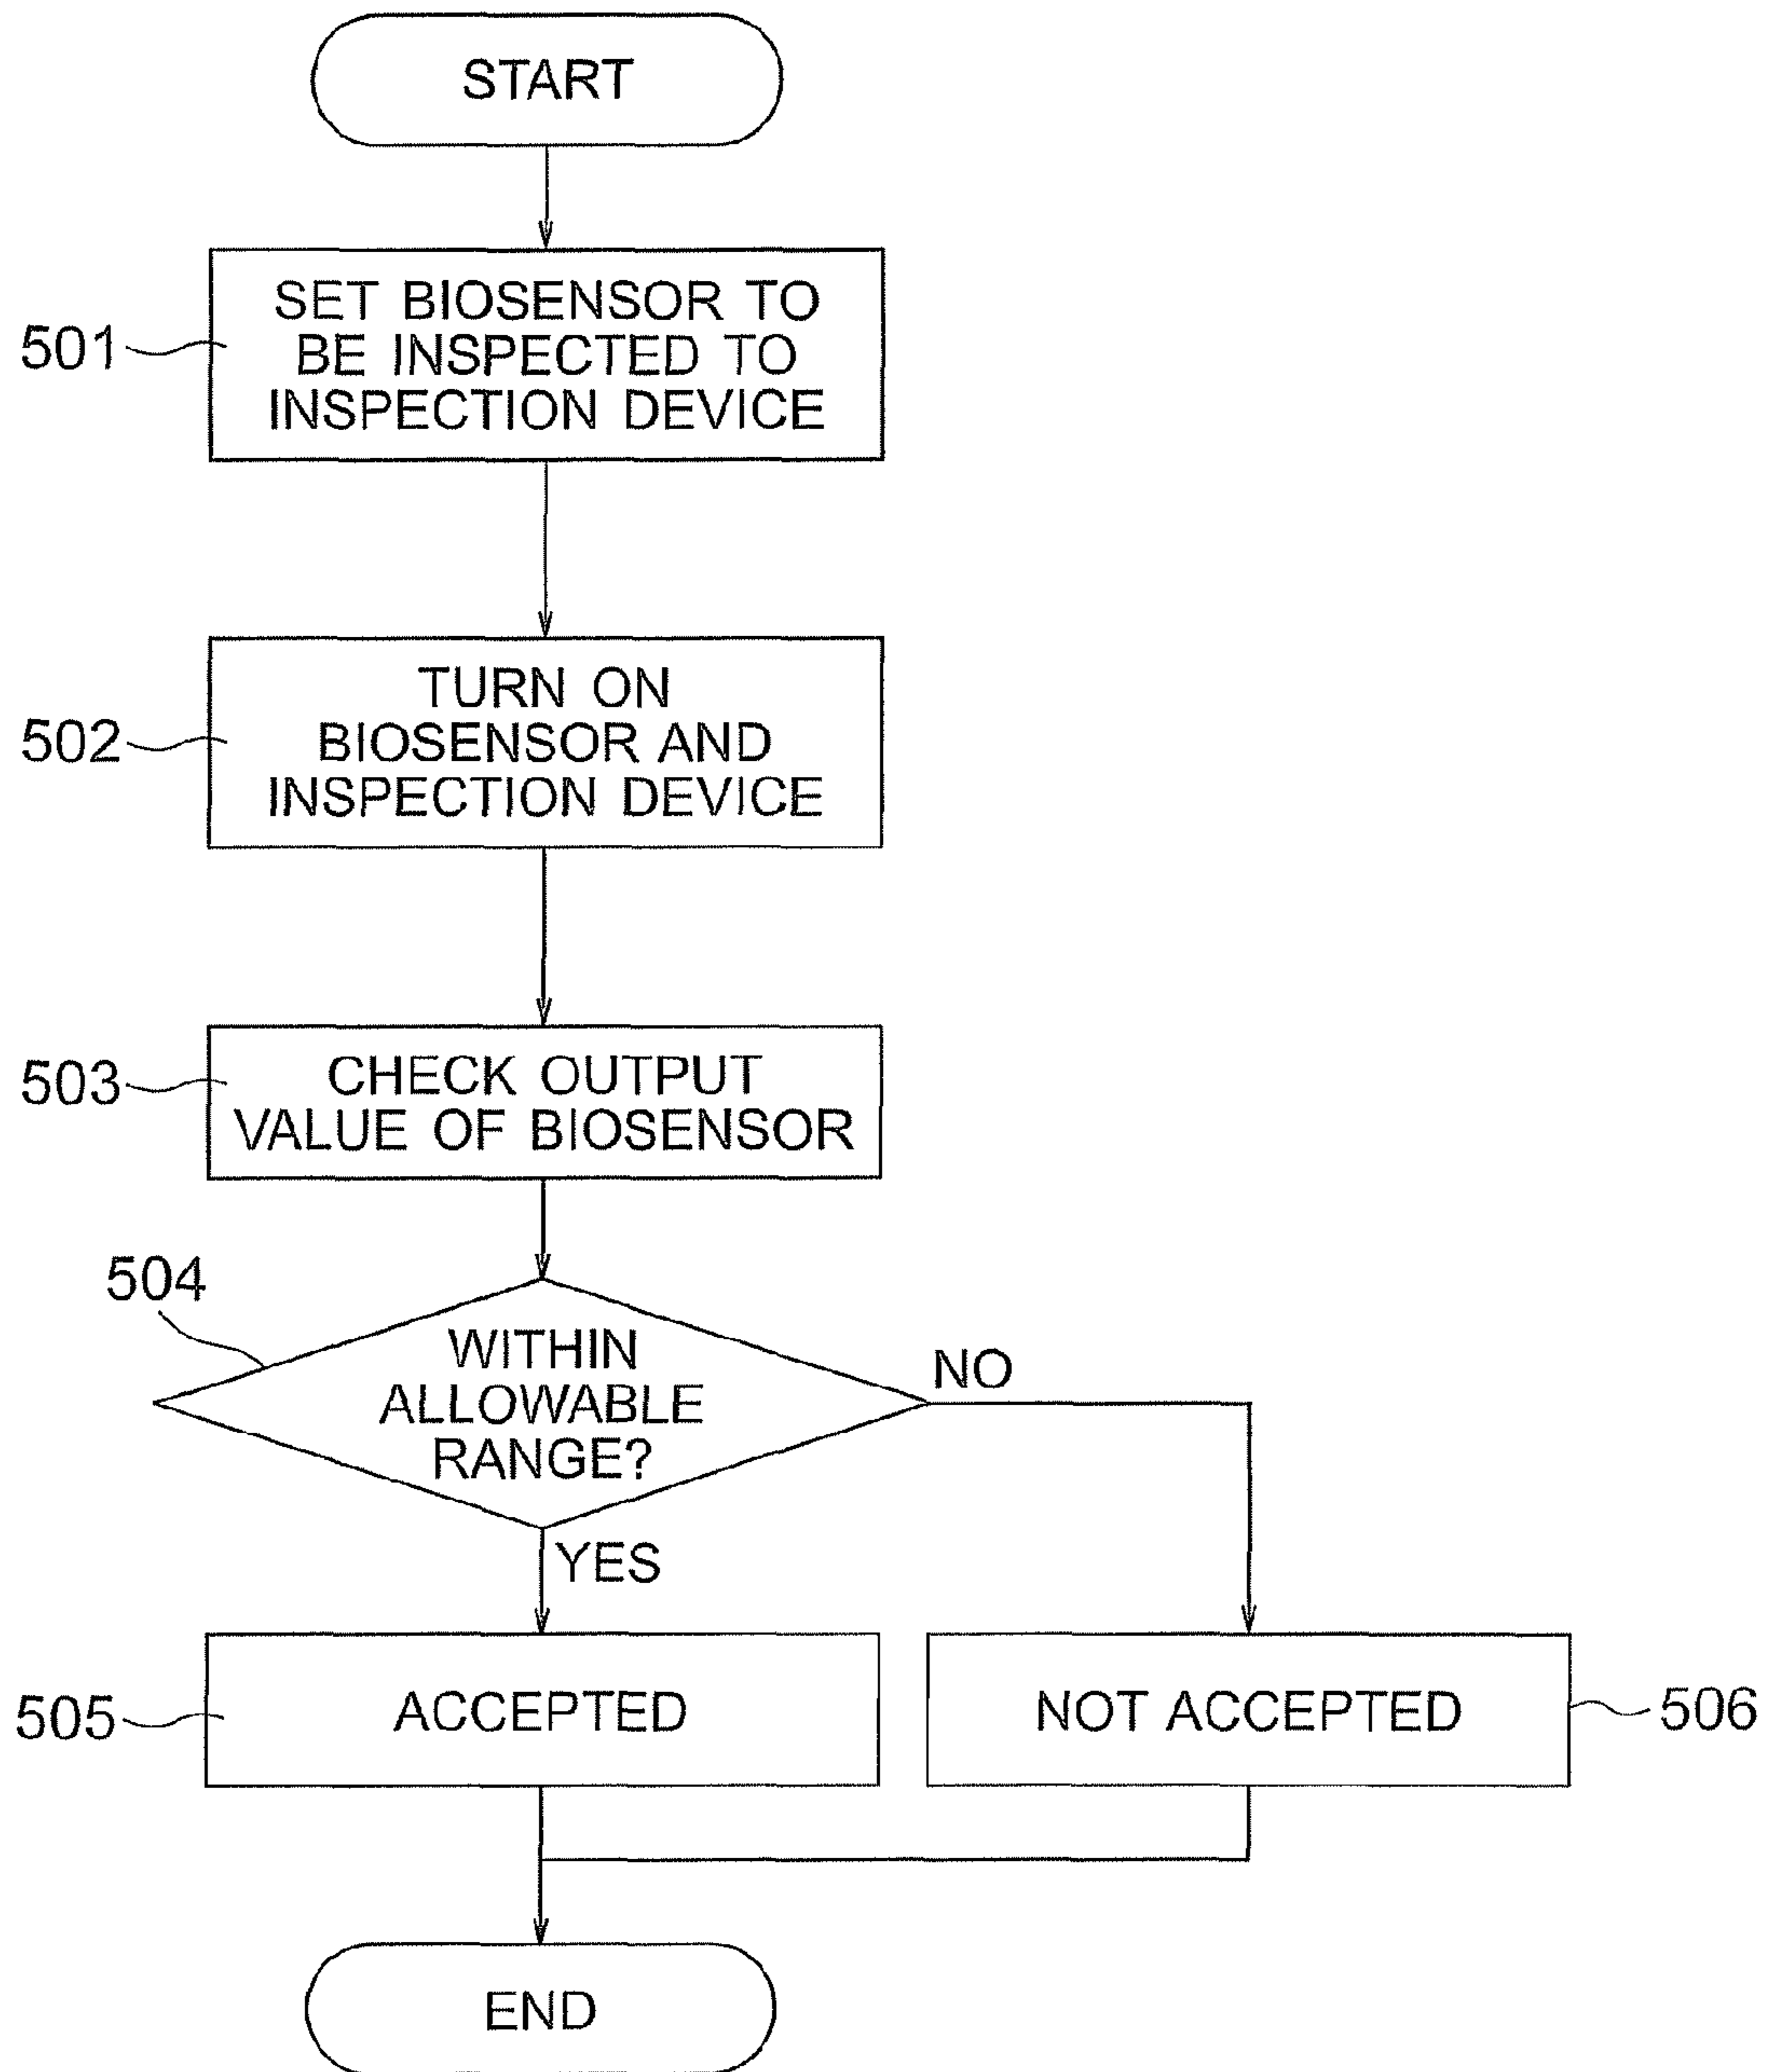 START
501
SET BIOSENSOR TO
BE INSPECTED TO
INSPECTION DEVICE
502
TURN ON
BIOSENSOR AND
INSPECTION DEVICE
503
CHECK OUTPUT
VALUE OF BIOSENSOR
504
WITHIN
ALLOWABLE
RANGE?
NO
YES
505
ACCEPTED
NOT ACCEPTED
506
END